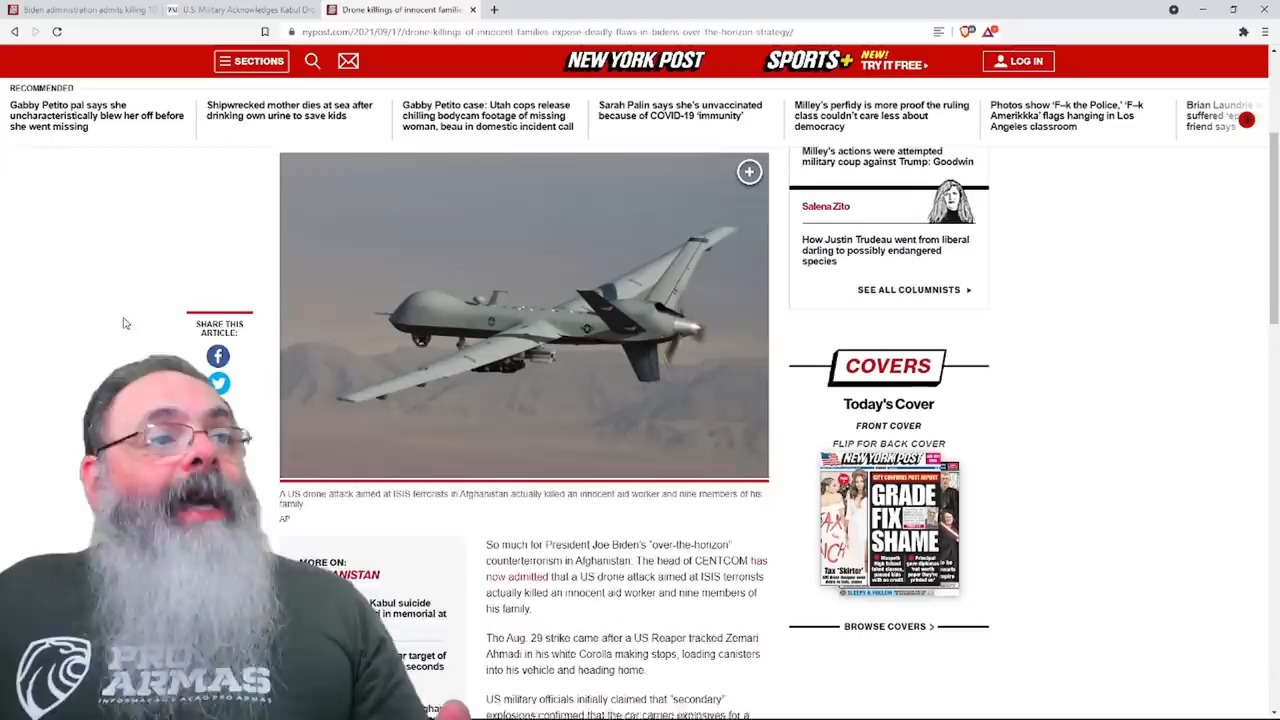 Biden administration admits killing 10
WSJ U.S. Military Acknowledges Kabul Dro
Drone killings of innocent familie
nypost.com/2021/09/17/drone-killings-of-innocent-families-expose-deadly-flaws-in-bidens-over-the-horizon-strategy/
SECTIONS
NEW YORK POST
SPORTS+
NEW!
TRY IT FREE
LOG IN
RECOMMENDED
Gabby Petito pal says she
uncharacteristically blew her off before
she went missing
Shipwrecked mother dies at sea after
drinking own urine to save kids
Gabby Petito case: Utah cops release
chilling bodycam footage of missing
woman, beau in domestic incident call
Sarah Palin says she's unvaccinated
because of COVID-19 'immunity'
Milley's perfidy is more proof the ruling
class couldn't care less about
democracy
Photos show 'F–k the Police,' 'F–k
Amerikkka' flags hanging in Los
Angeles classroom
Brian Laundrie
suffered 'ep
friend says
SHARE THIS
ARTICLE:
A US drone attack aimed at ISIS terrorists in Afghanistan actually killed an innocent aid worker and nine members of his
family.
AP
MORE ON:
ANISTAN
Kabul suicide
d in memorial at
ar target of
seconds
So much for President Joe Biden's "over-the-horizon"
counterterrorism in Afghanistan. The head of CENTCOM has
now admitted that a US drone attack aimed at ISIS terrorists
actually killed an innocent aid worker and nine members of
his family.
The Aug. 29 strike came after a US Reaper tracked Zemari
Ahmadi in his white Corolla making stops, loading canisters
into his vehicle and heading home.
US military officials initially claimed that "secondary"
explosions confirmed that the car carried explosives for a
Milley's actions were attempted
military coup against Trump: Goodwin
Salena Zito
How Justin Trudeau went from liberal
darling to possibly endangered
species
SEE ALL COLUMNISTS
COVERS
Today's Cover
FRONT COVER
FLIP FOR BACK COVER
NEW YORK POST
CITY CONFIRMS POST REPORT
GRADE
FIX
SHAME
Tax 'Skirter'
BROWSE COVERS
ARMAS